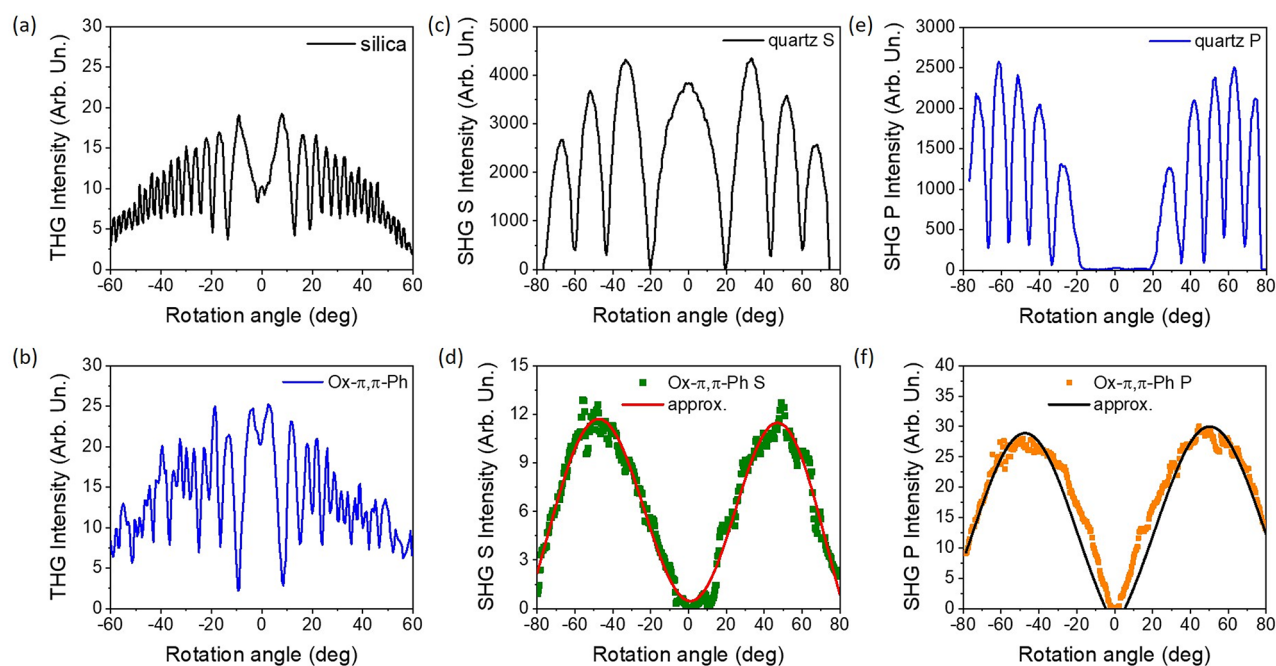 (a)
THG Intensity (Arb. Un.)
30
25
20
15
10
5
0
silica
-60 -40 -20 0 20 40 60
Rotation angle (deg)
(c)
SHG S Intensity (Arb. Un.)
5000
4000
3000
2000
1000
0
quartz S
-80 -60 -40 -20 0 20 40 60 80
Rotation angle (deg)
(e)
SHG P Intensity (Arb. Un.)
3000
2500
2000
1500
1000
500
0
quartz P
-80 -60 -40 -20 0 20 40 60 80
Rotation angle (deg)
(b)
THG Intensity (Arb. Un.)
30
25
20
15
10
5
0
Ox-π,π-Ph
-60 -40 -20 0 20 40 60
Rotation angle (deg)
(d)
SHG S Intensity (Arb. Un.)
15
12
9
6
3
0
Ox-π,π-Ph S
approx.
-80 -60 -40 -20 0 20 40 60 80
Rotation angle (deg)
(f)
SHG P Intensity (Arb. Un.)
40
35
30
25
20
15
10
5
0
Ox-π,π-Ph P
approx.
-80 -60 -40 -20 0 20 40 60 80
Rotation angle (deg)